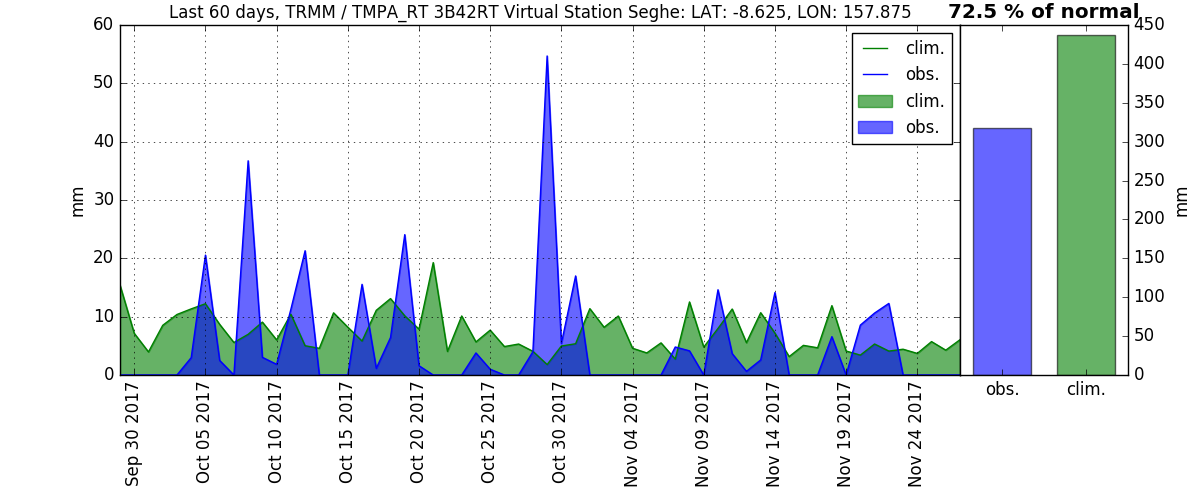 Last 60 days, TRMM / TMPA_RT 3B42RT Virtual Station Seghe: LAT: -8.625, LON: 157.875
72.5 % of normal
60
50
40
30
20
10
0
mm
clim.
obs.
clim.
obs.
Sep 30 2017
Oct 05 2017
Oct 10 2017
Oct 15 2017
Oct 20 2017
Oct 25 2017
Oct 30 2017
Nov 04 2017
Nov 09 2017
Nov 14 2017
Nov 19 2017
Nov 24 2017
450
400
350
300
250
200
150
100
50
0
mm
obs.
clim.